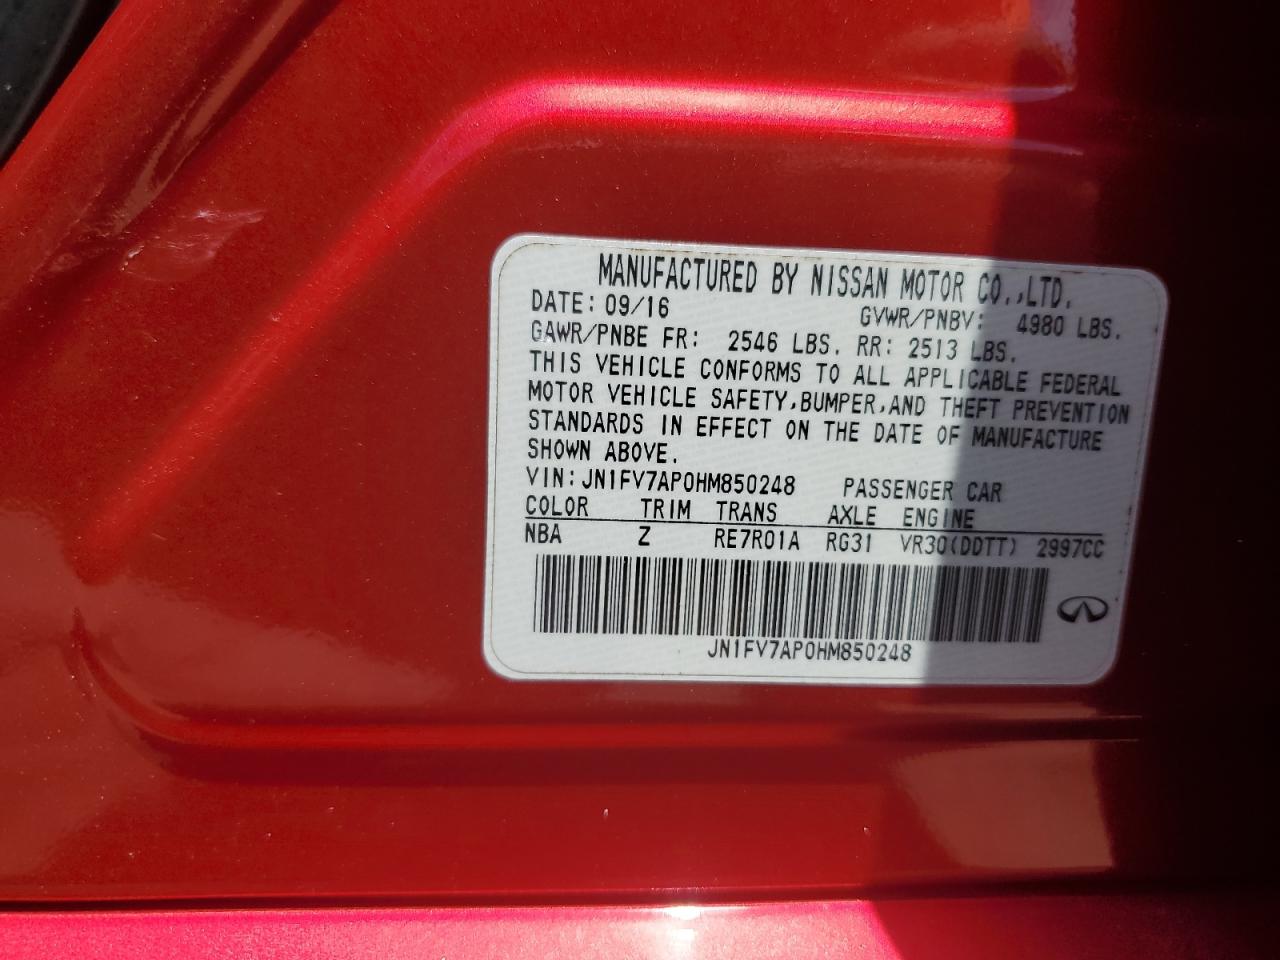 MANUFACTURED BY NISSAN MOTOR CO.,LTD.
DATE: 09/16 GVWR/PNBV: 4980 LBS.
GAWR/PNBE FR: 2546 LBS. RR: 2513 LBS.
THIS VEHICLE CONFORMS TO ALL APPLICABLE FEDERAL
MOTOR VEHICLE SAFETY,BUMPER,AND THEFT PREVENTION
STANDARDS IN EFFECT ON THE DATE OF MANUFACTURE
SHOWN ABOVE.
VIN: JN1FV7AP0HM850248 PASSENGER CAR
COLOR TRIM TRANS AXLE ENGINE
NBA Z RE7R01A RG31 VR30(DDTT) 2997CC
JN1FV7AP0HM850248